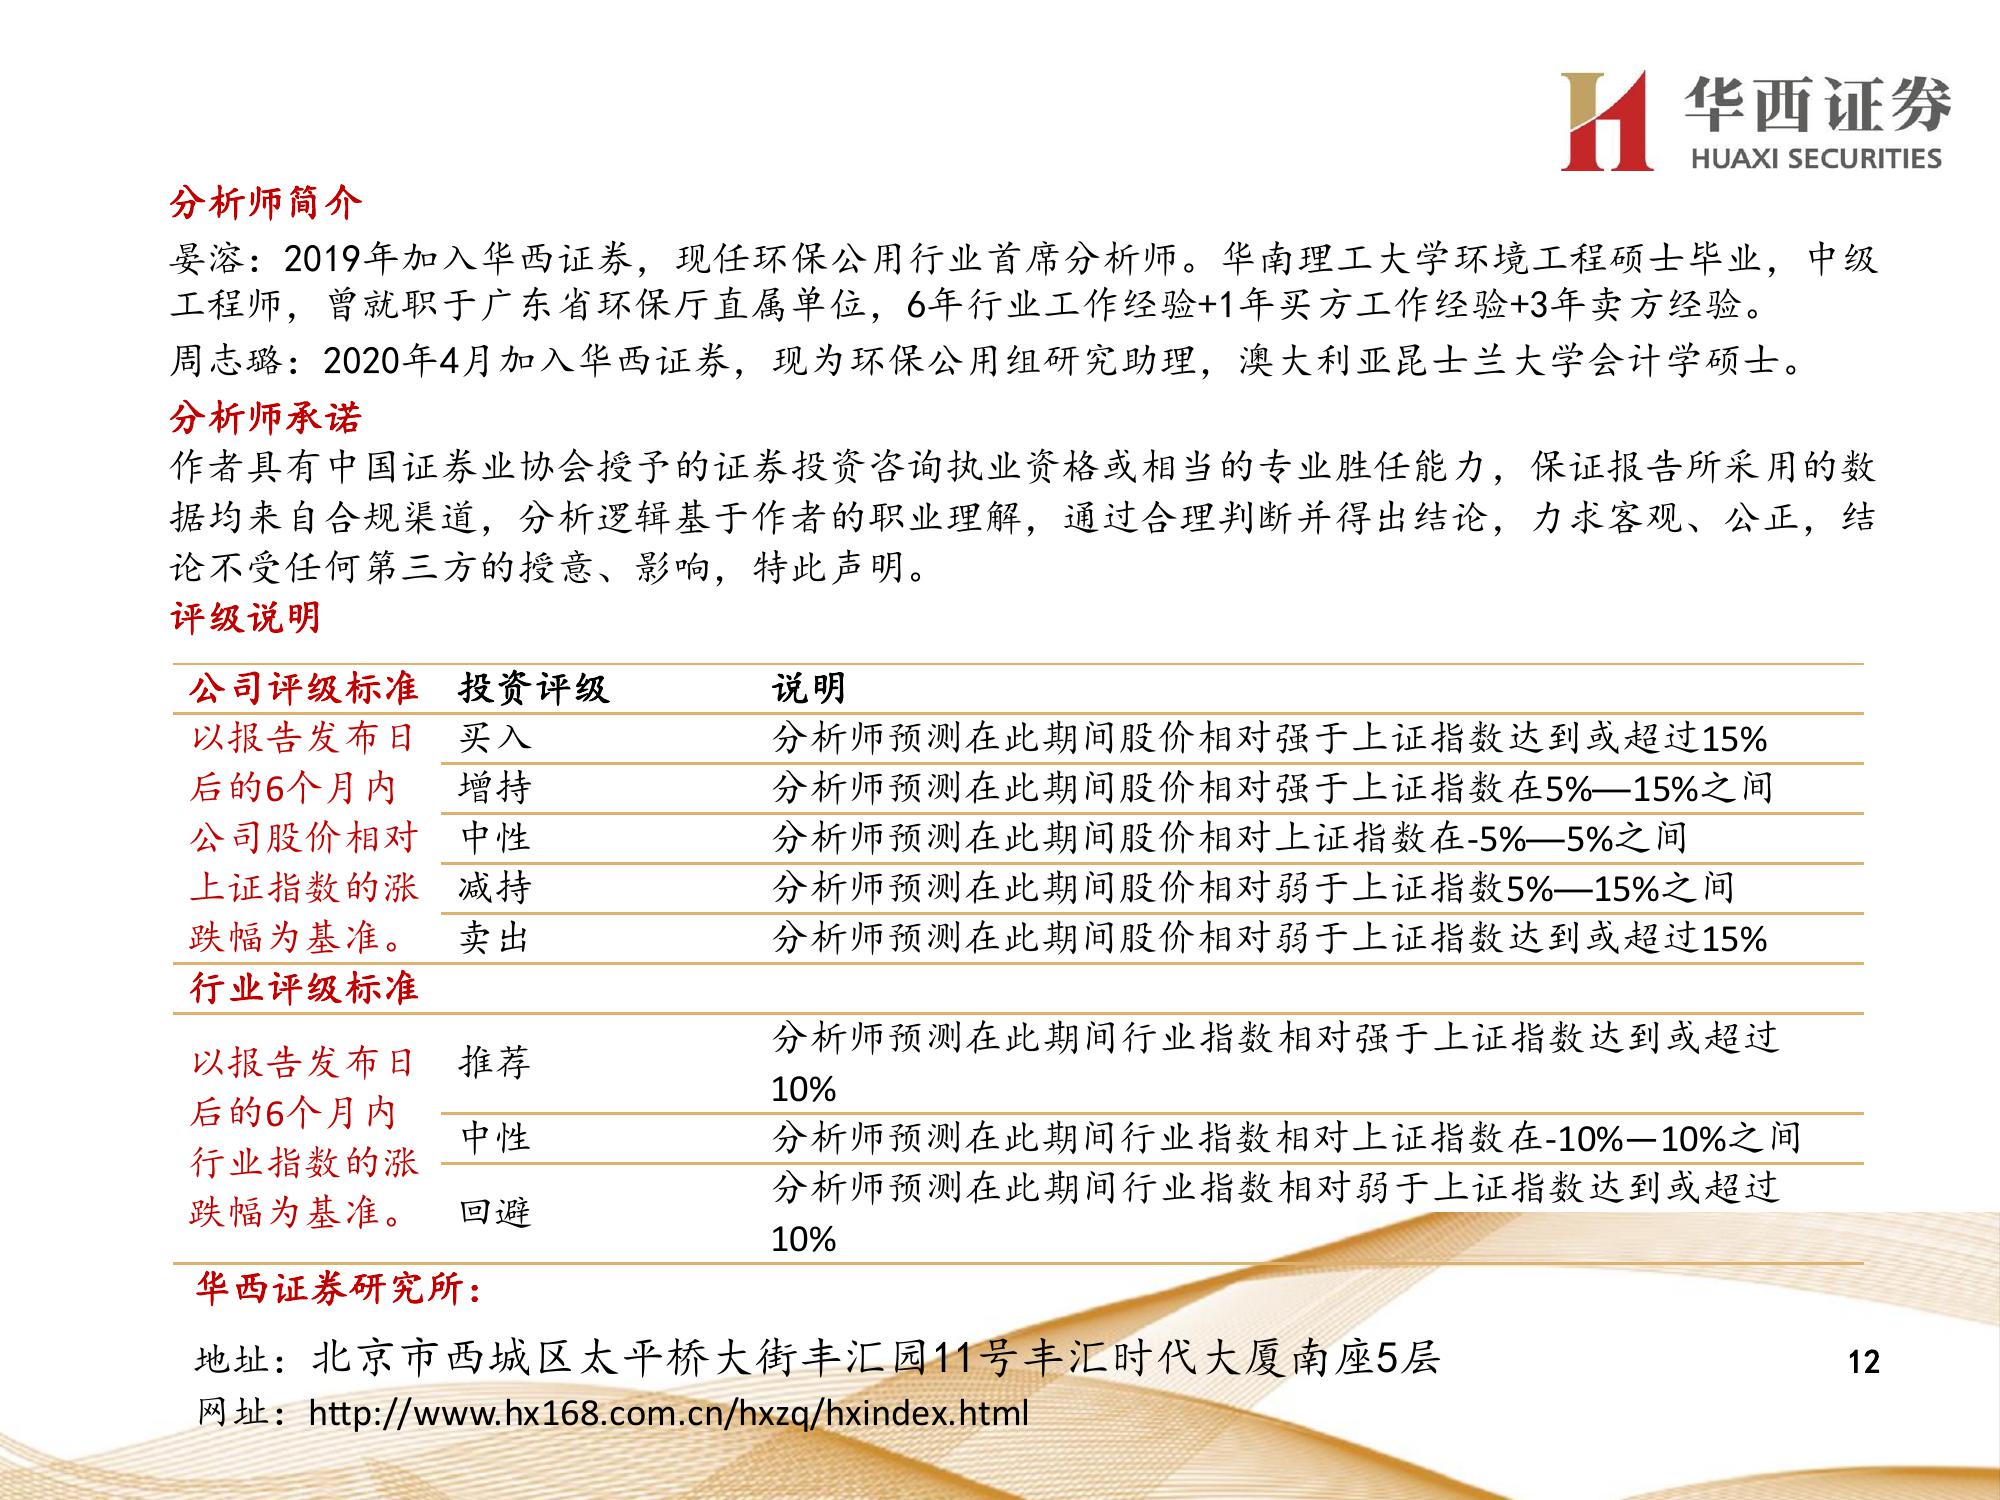 华西证券
HUAXI SECURITIES
分析师简介
晏溶：2019年加入华西证券，现任环保公用行业首席分析师。华南理工大学环境工程硕士毕业，中级
工程师，曾就职于广东省环保厅直属单位，6年行业工作经验+1年买方工作经验+3年卖方经验。
周志璐：2020年4月加入华西证券，现为环保公用组研究助理，澳大利亚昆士兰大学会计学硕士。
分析师承诺
作者具有中国证券业协会授予的证券投资咨询执业资格或相当的专业胜任能力，保证报告所采用的数
据均来自合规渠道，分析逻辑基于作者的职业理解，通过合理判断并得出结论，力求客观、公正，结
论不受任何第三方的授意、影响，特此声明。
评级说明
公司评级标准 投资评级 说明
以报告发布日
后的6个月内
公司股价相对
上证指数的涨
跌幅为基准。
买入 分析师预测在此期间股价相对强于上证指数达到或超过15%
增持 分析师预测在此期间股价相对强于上证指数在5%—15%之间
中性 分析师预测在此期间股价相对上证指数在-5%—5%之间
减持 分析师预测在此期间股价相对弱于上证指数5%—15%之间
卖出 分析师预测在此期间股价相对弱于上证指数达到或超过15%
行业评级标准
以报告发布日
后的6个月内
行业指数的涨
跌幅为基准。
推荐 分析师预测在此期间行业指数相对强于上证指数达到或超过
10%
中性 分析师预测在此期间行业指数相对上证指数在-10%—10%之间
回避 分析师预测在此期间行业指数相对弱于上证指数达到或超过
10%
华西证券研究所：
地址：北京市西城区太平桥大街丰汇园11号丰汇时代大厦南座5层
网址：http://www.hx168.com.cn/hxzq/hxindex.html
12